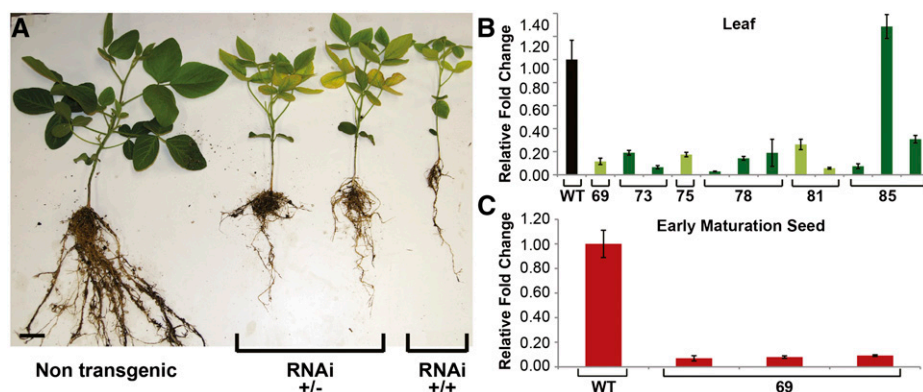 A
Non transgenic
RNAi
+/-
RNAi
+/+
B
Leaf
Relative Fold Change
1.40
1.20
1.00
0.80
0.60
0.40
0.20
0.00
WT 69 73 75 78 81 85
C
Early Maturation Seed
Relative Fold Change
1.20
1.00
0.80
0.60
0.40
0.20
0.00
WT 69